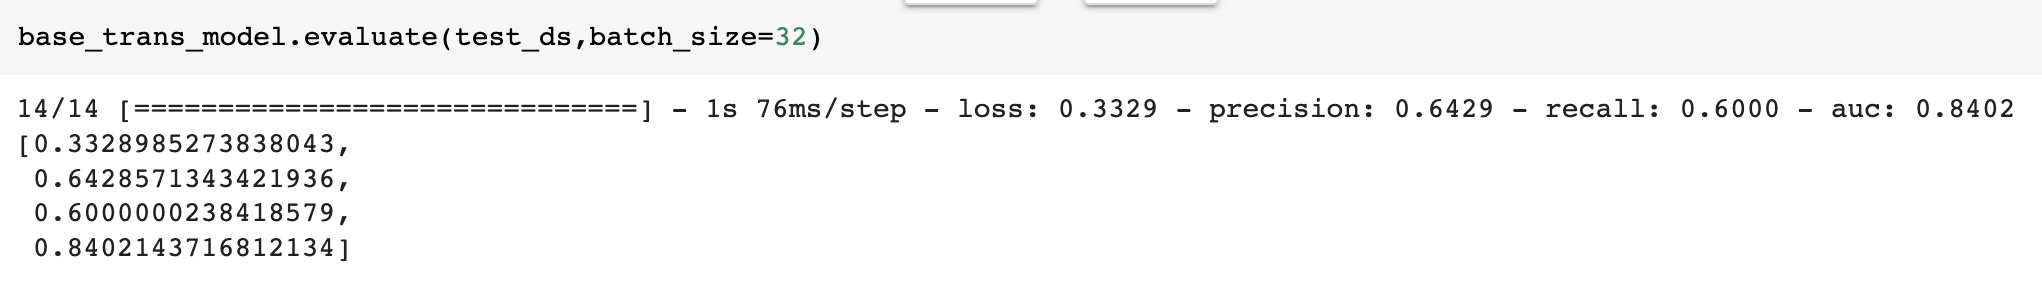 base_trans_model.evaluate(test_ds,batch_size=32)
14/14 [==============================] - 1s 76ms/step - loss: 0.3329 - precision: 0.6429 - recall: 0.6000 - auc: 0.8402
[0.3328985273838043,
 0.6428571343421936,
 0.6000000238418579,
 0.8402143716812134]